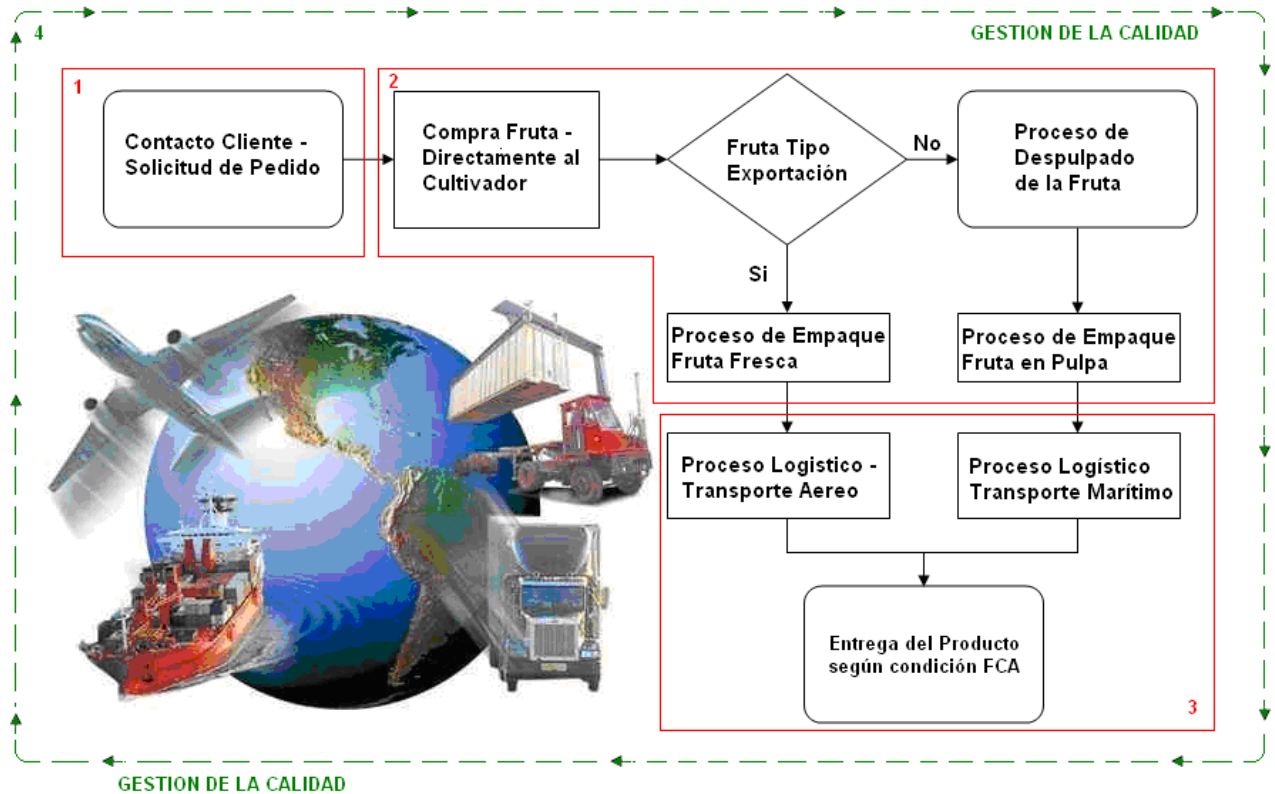 4
GESTION DE LA CALIDAD
1
2
Contacto Cliente -
Solicitud de Pedido
Compra Fruta -
Directamente al
Cultivador
Fruta Tipo
Exportación
No
Proceso de
Despulpado
de la Fruta
Si
Proceso de Empaque
Fruta Fresca
Proceso de Empaque
Fruta en Pulpa
Proceso Logistico -
Transporte Aereo
Proceso Logístico
Transporte Marítimo
Entrega del Producto
según condición FCA
3
GESTION DE LA CALIDAD